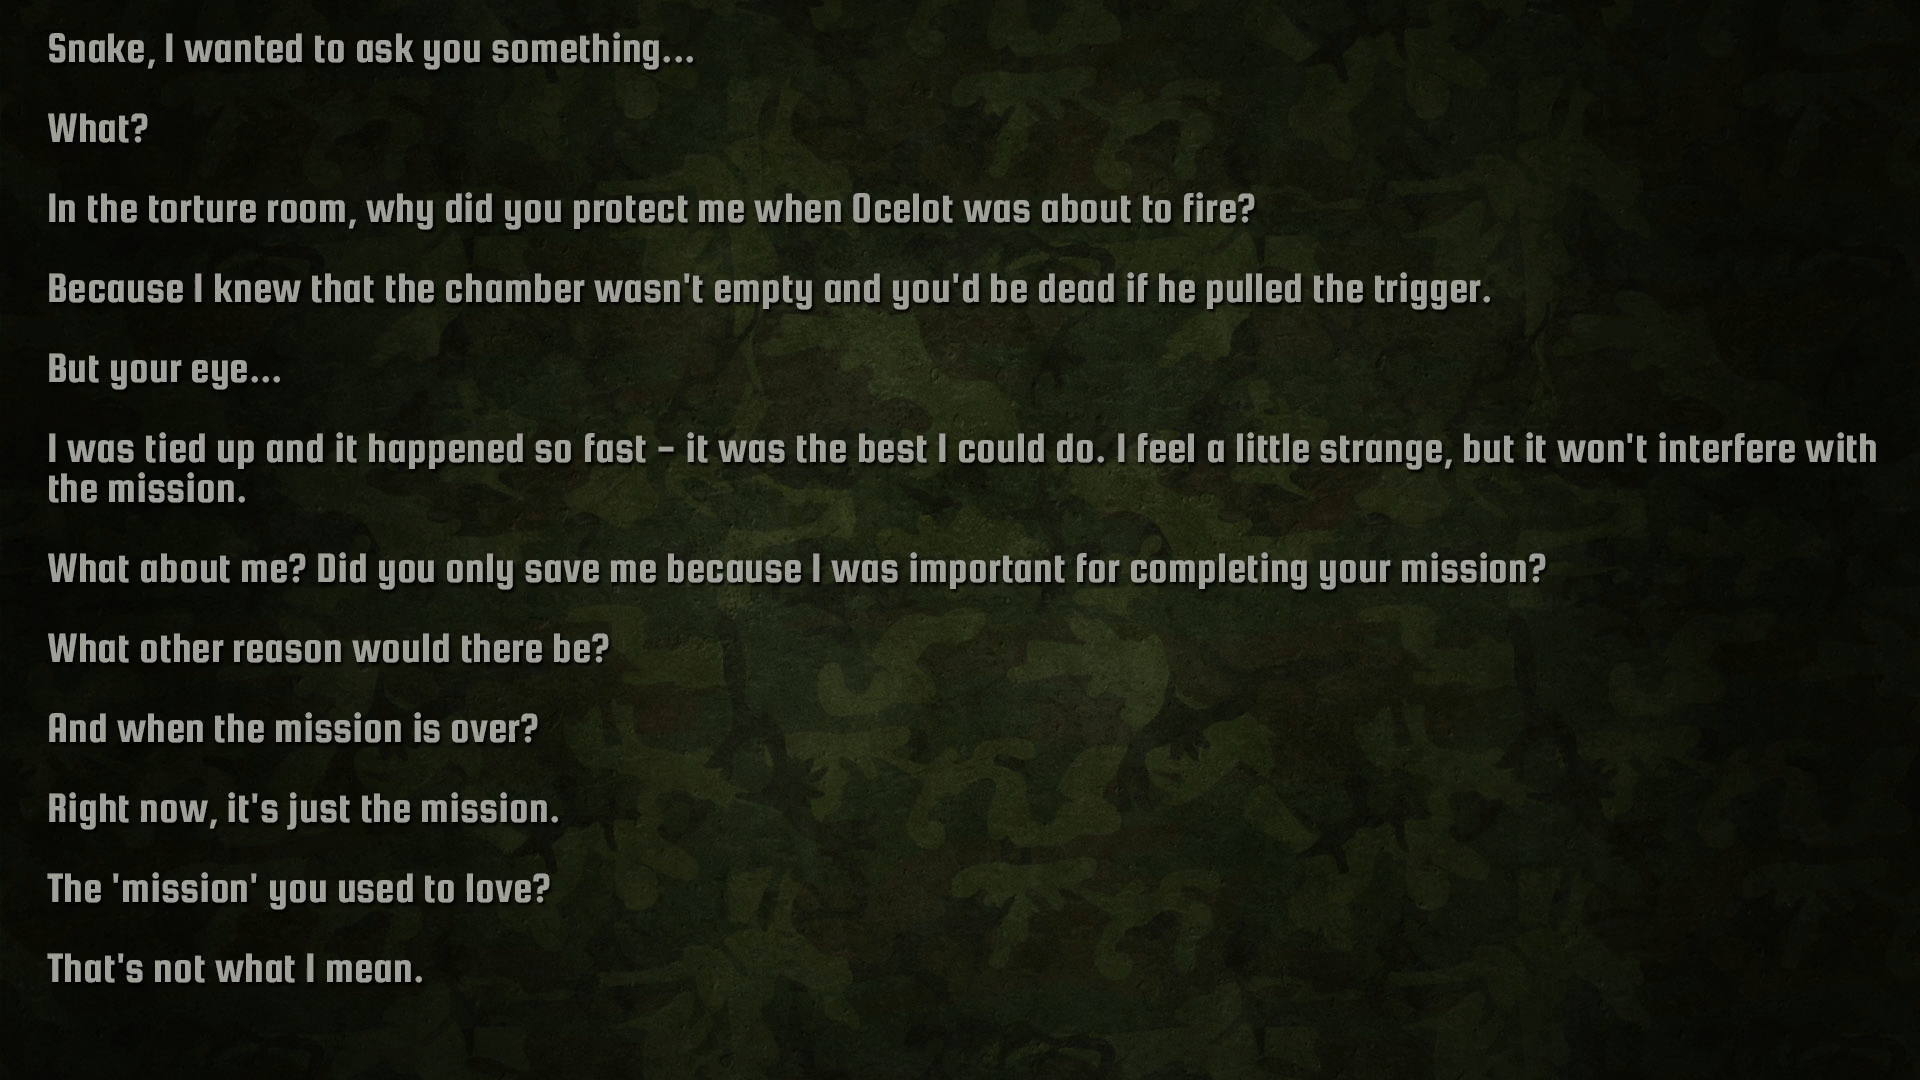 Snake, I wanted to ask you something...
What?
In the torture room, why did you protect me when Ocelot was about to fire?
Because I knew that the chamber wasn't empty and you'd be dead if he pulled the trigger.
But your eye...
I was tied up and it happened so fast - it was the best I could do. I feel a little strange, but it won't interfere with
the mission.
What about me? Did you only save me because I was important for completing your mission?
What other reason would there be?
And when the mission is over?
Right now, it's just the mission.
The 'mission' you used to love?
That's not what I mean.